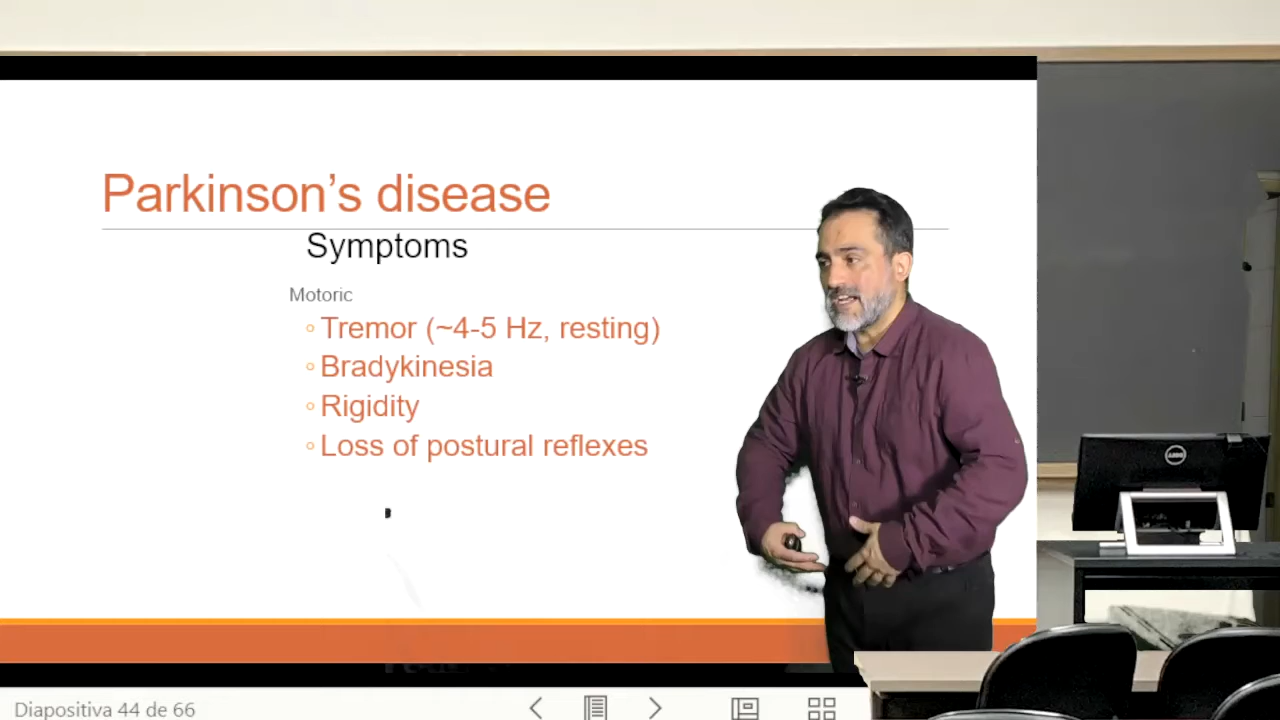 Parkinson's disease
Symptoms
Motoric
Tremor (~4-5 Hz, resting)
Bradykinesia
Rigidity
Loss of postural reflexes
DELL
Diapositiva 44 de 66